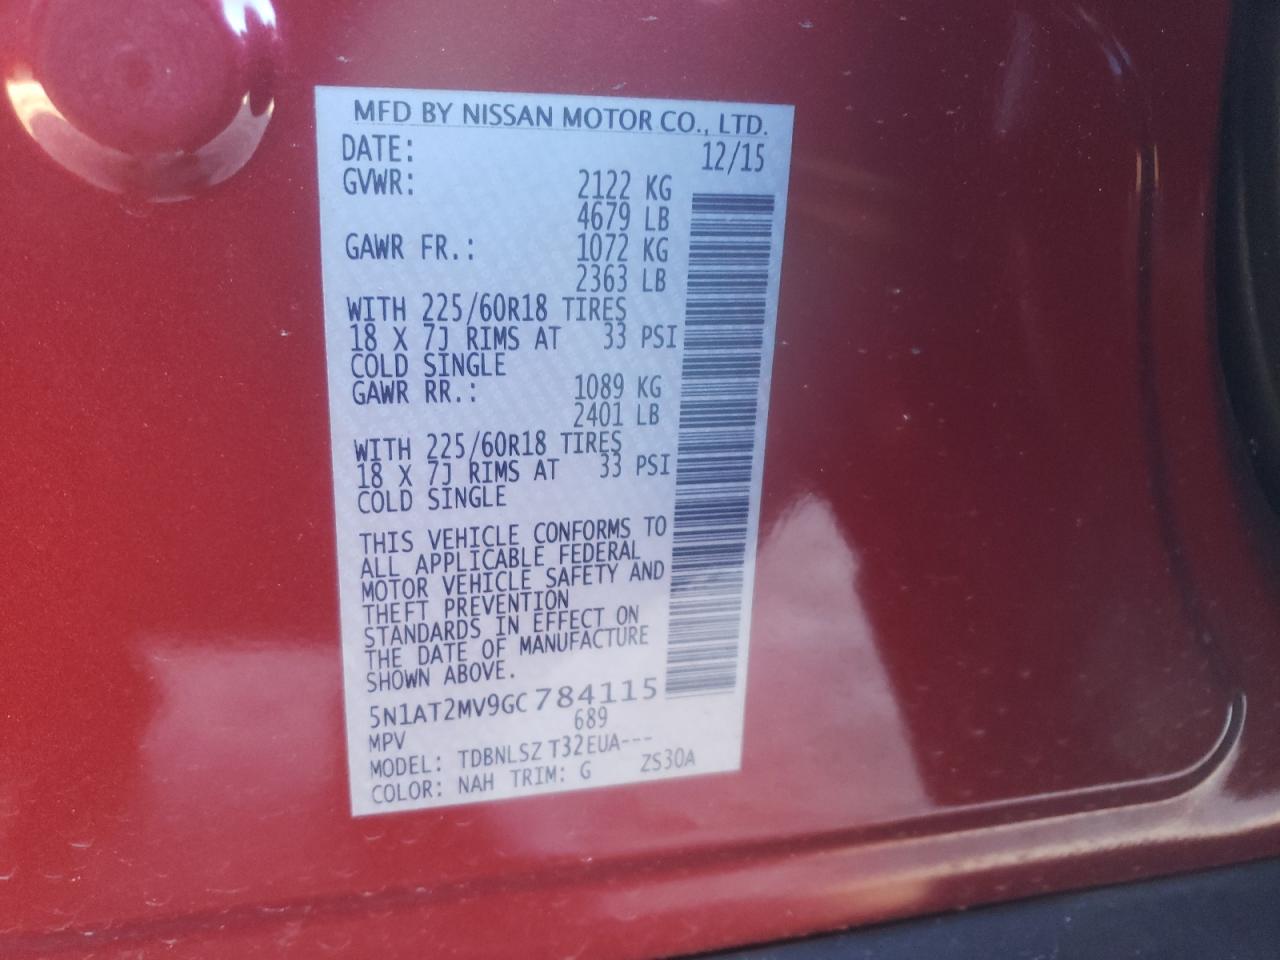 MFD BY NISSAN MOTOR CO., LTD.
DATE: 12/15
GVWR: 2122 KG
4679 LB
GAWR FR.: 1072 KG
2363 LB
WITH 225/60R18 TIRES
18 X 7J RIMS AT 33 PSI
COLD SINGLE
GAWR RR.: 1089 KG
2401 LB
WITH 225/60R18 TIRES
18 X 7J RIMS AT 33 PSI
COLD SINGLE
THIS VEHICLE CONFORMS TO
ALL APPLICABLE FEDERAL
MOTOR VEHICLE SAFETY AND
THEFT PREVENTION
STANDARDS IN EFFECT ON
THE DATE OF MANUFACTURE
SHOWN ABOVE.
5N1AT2MV9GC784115
MPV 689
MODEL: TDBNLSZ T32EUA---
COLOR: NAH TRIM: G ZS30A